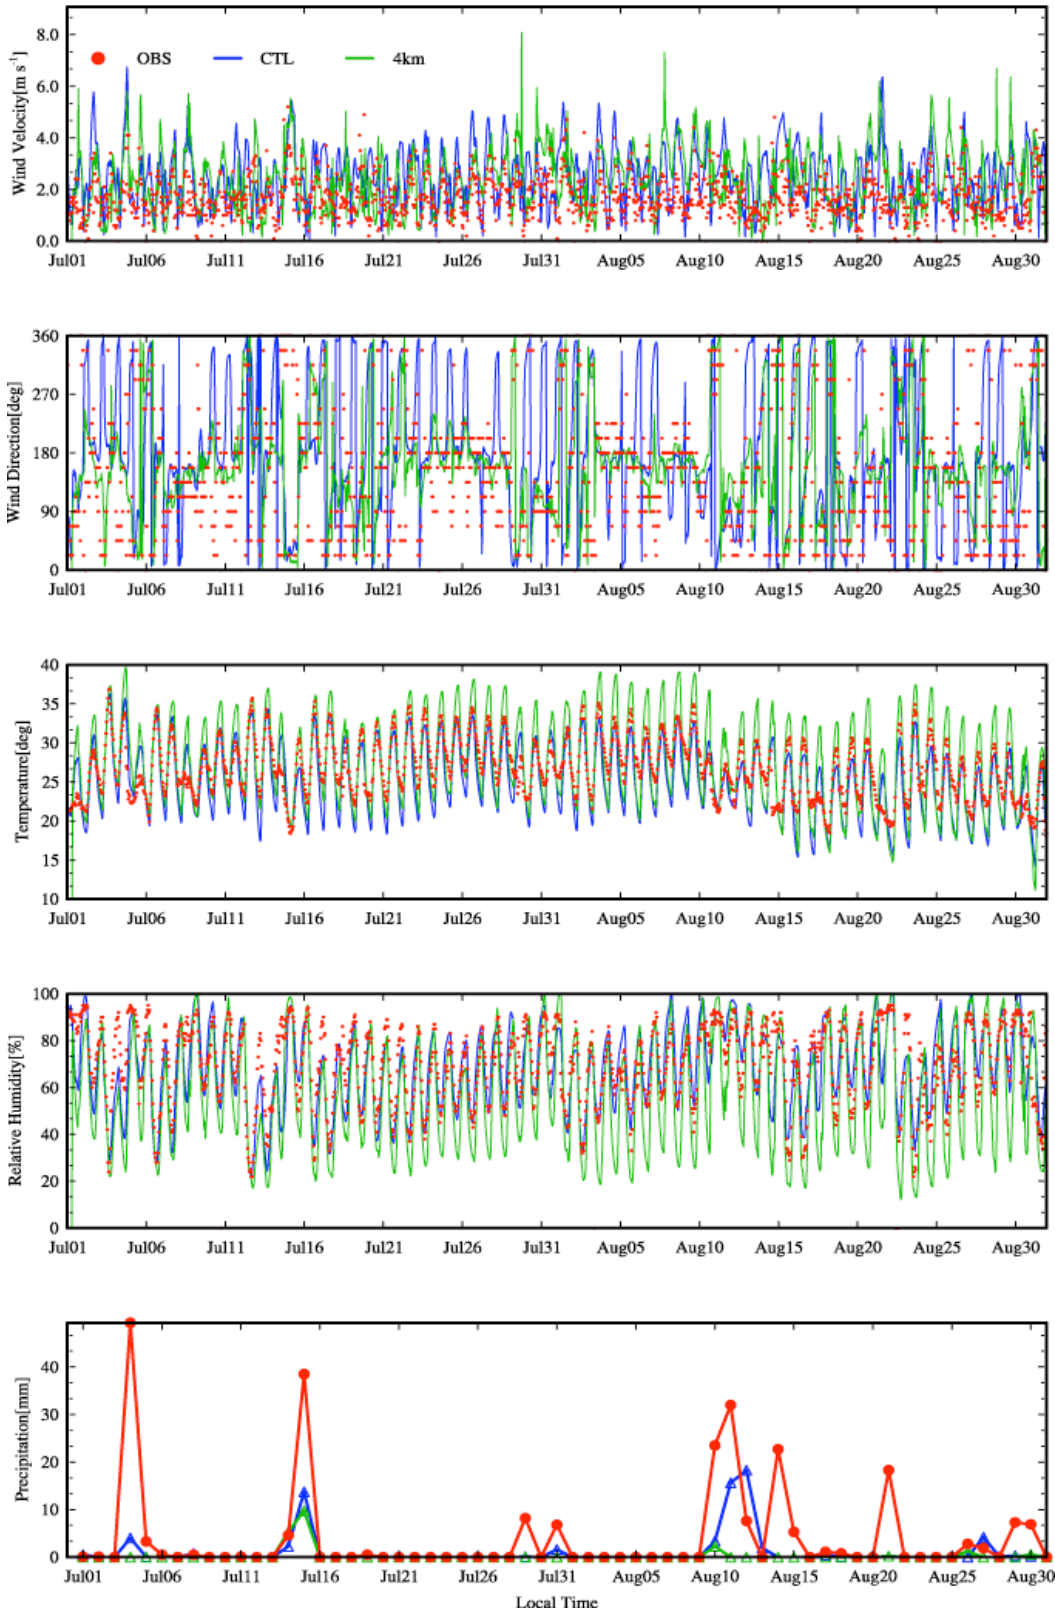 8.0
OBS CTL 4km
6.0
4.0
2.0
0.0
Wind Velocity[m s-1]
Jul01 Jul06 Jul11 Jul16 Jul21 Jul26 Jul31 Aug05 Aug10 Aug15 Aug20 Aug25 Aug30
360
270
180
90
0
Wind Direction[deg]
Jul01 Jul06 Jul11 Jul16 Jul21 Jul26 Jul31 Aug05 Aug10 Aug15 Aug20 Aug25 Aug30
40
35
30
25
20
15
10
Temperature[deg]
Jul01 Jul06 Jul11 Jul16 Jul21 Jul26 Jul31 Aug05 Aug10 Aug15 Aug20 Aug25 Aug30
100
80
60
40
20
0
Relative Humidity[%]
Jul01 Jul06 Jul11 Jul16 Jul21 Jul26 Jul31 Aug05 Aug10 Aug15 Aug20 Aug25 Aug30
40
30
20
10
0
Precipitation[mm]
Jul01 Jul06 Jul11 Jul16 Jul21 Jul26 Jul31 Aug05 Aug10 Aug15 Aug20 Aug25 Aug30
Local Time